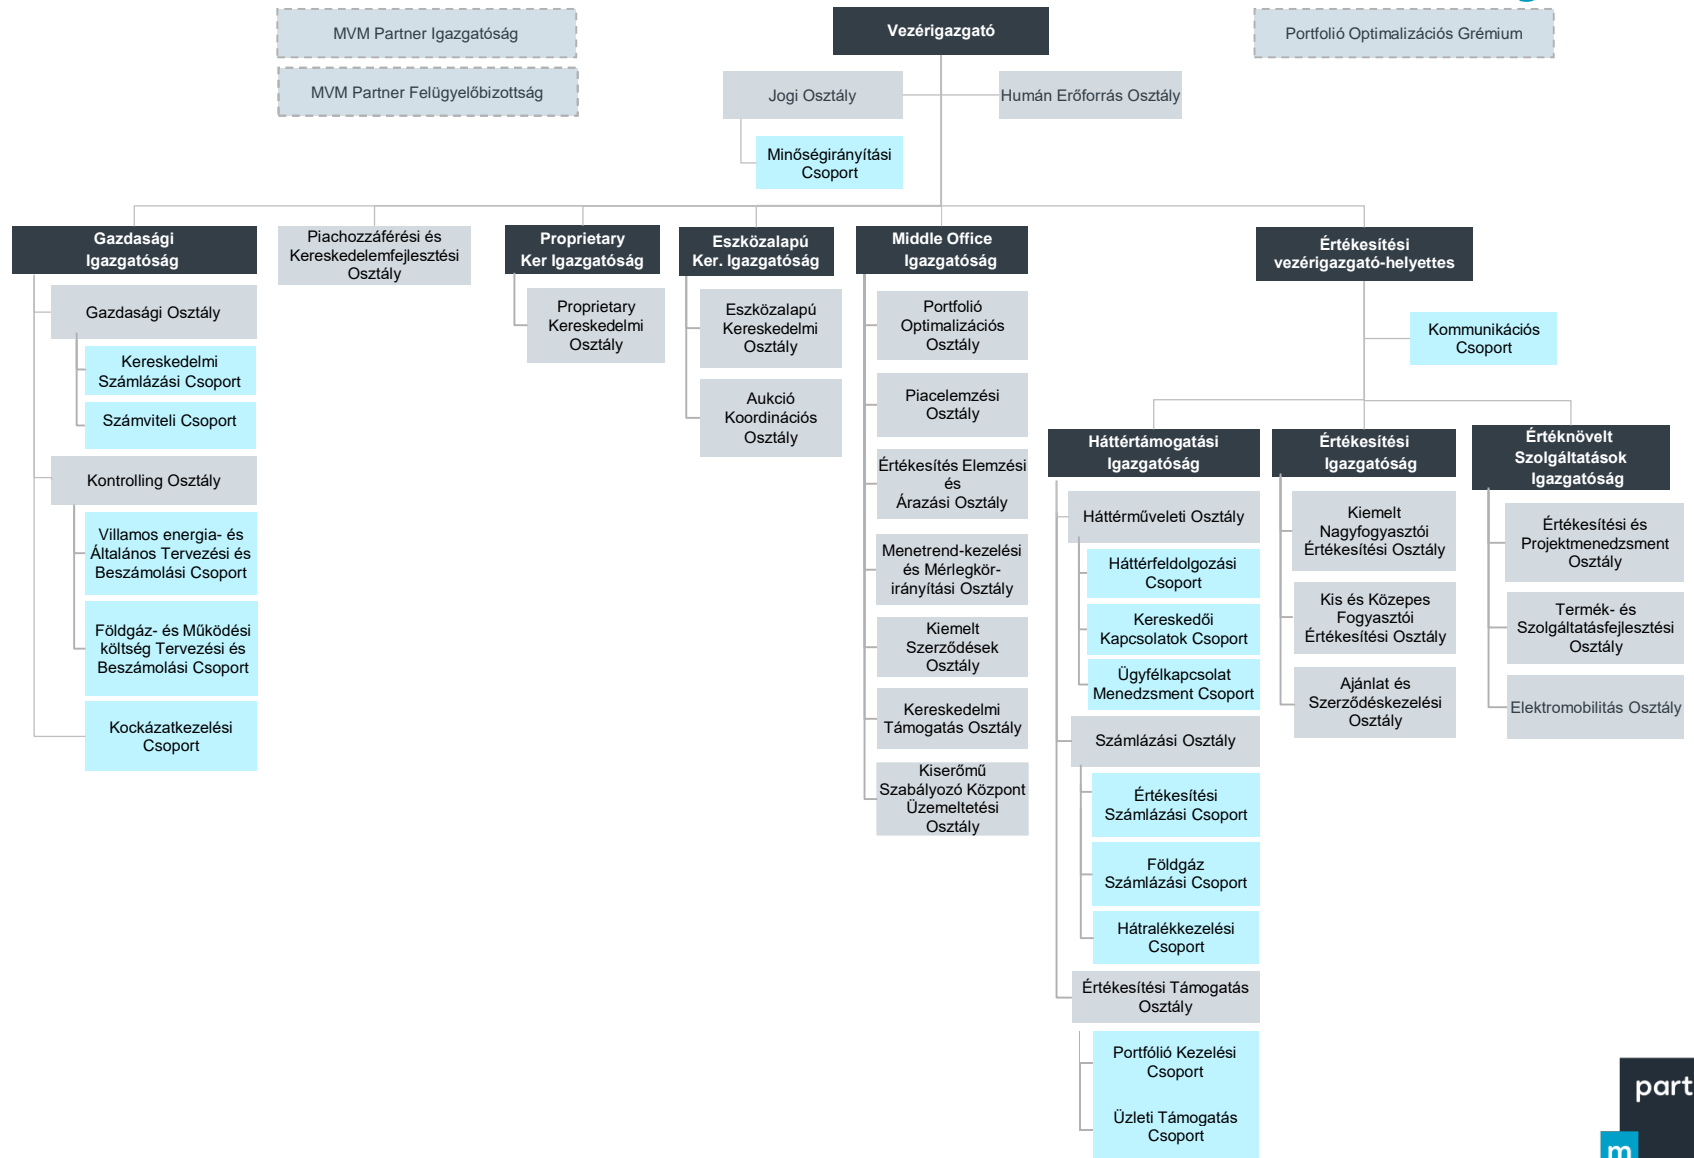 MVM Partner Igazgatóság
Vezérigazgató
Portfolió Optimalizációs Grémium
MVM Partner Felügyelőbizottság
Jogi Osztály
Humán Erőforrás Osztály
Minőségirányítási
Csoport
Gazdasági
Igazgatóság
Gazdasági Osztály
Kereskedelmi
Számlázási Csoport
Számviteli Csoport
Kontrolling Osztály
Villamos energia- és
Általános Tervezési és
Beszámolási Csoport
Földgáz- és Működési
költség Tervezési és
Beszámolási Csoport
Kockázatkezelési
Csoport
Piachozzáférési és
Kereskedelemfejlesztési
Osztály
Proprietary
Ker Igazgatóság
Proprietary
Kereskedelmi
Osztály
Eszközalapú
Ker. Igazgatóság
Eszközalapú
Kereskedelmi
Osztály
Aukció
Koordinációs
Osztály
Middle Office
Igazgatóság
Portfolió
Optimalizációs
Osztály
Piacelemzési
Osztály
Értékesítés Elemzési
és
Árazási Osztály
Menetrend-kezelési
és Mérlegkör-
irányítási Osztály
Kiemelt
Szerződések
Osztály
Kereskedelmi
Támogatás Osztály
Kiserőmű
Szabályozó Központ
Üzemeltetési
Osztály
Értékesítési
vezérigazgató-helyettes
Kommunikációs
Csoport
Háttértámogatási
Igazgatóság
Háttérműveleti Osztály
Háttérfeldolgozási
Csoport
Kereskedői
Kapcsolatok Csoport
Ügyfélkapcsolat
Menedzsment Csoport
Számlázási Osztály
Értékesítési
Számlázási Csoport
Földgáz
Számlázási Csoport
Hátralékkezelési
Csoport
Értékesítési Támogatás
Osztály
Portfólió Kezelési
Csoport
Üzleti Támogatás
Csoport
Értékesítési
Igazgatóság
Kiemelt
Nagyfogyasztói
Értékesítési Osztály
Kis és Közepes
Fogyasztói
Értékesítési Osztály
Ajánlat és
Szerződéskezelési
Osztály
Értéknövelt
Szolgáltatások
Igazgatóság
Értékesítési és
Projektmenedzsment
Osztály
Termék- és
Szolgáltatásfejlesztési
Osztály
Elektromobilitás Osztály
part
m